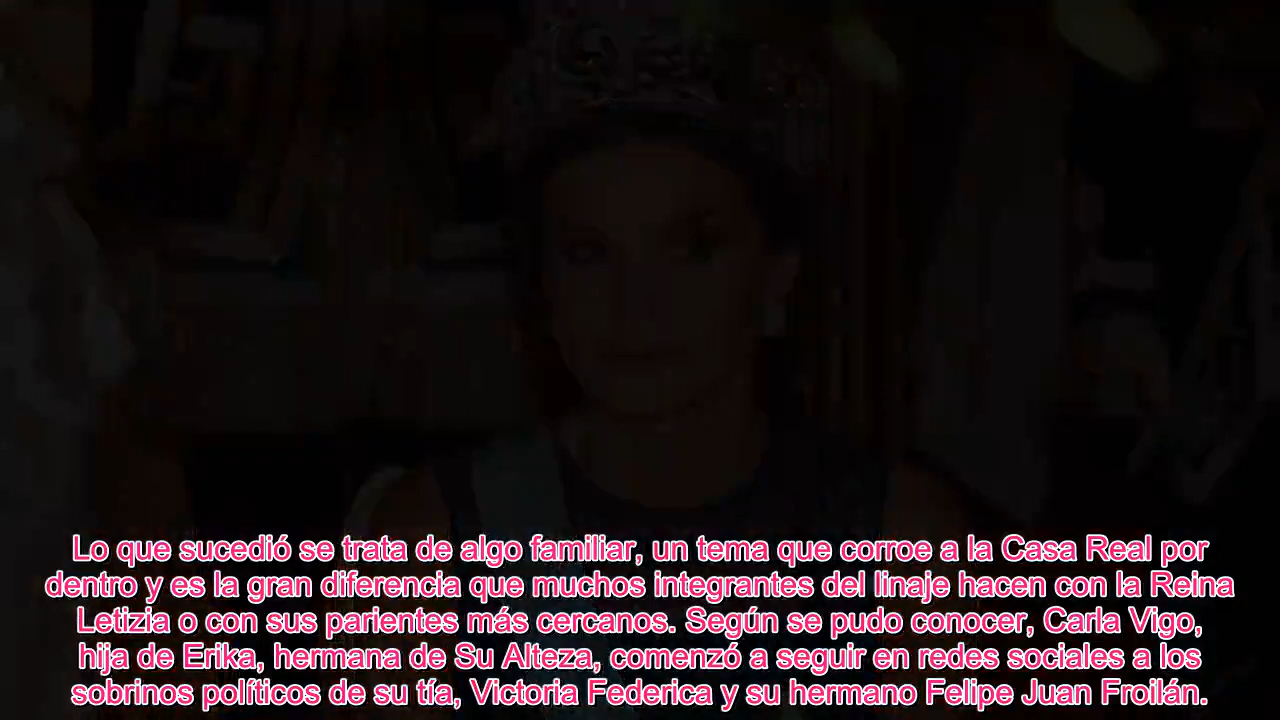 Lo que sucedió se trata de algo familiar, un tema que corroe a la Casa Real por
dentro y es la gran diferencia que muchos integrantes del linaje hacen con la Reina
Letizia o con sus parientes más cercanos. Según se pudo conocer, Carla Vigo,
hija de Erika, hermana de Su Alteza, comenzó a seguir en redes sociales a los
sobrinos políticos de su tía, Victoria Federica y su hermano Felipe Juan Froilán.